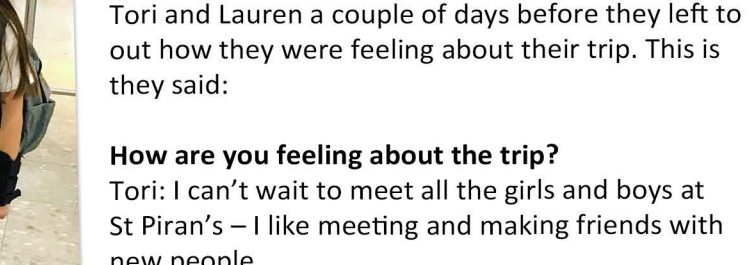 Tori and Lauren a couple of days before they left to
out how they were feeling about their trip. This is
they said:
How are you feeling about the trip?
Tori: I can’t wait to meet all the girls and boys at
St Piran’s – I like meeting and making friends with
new people